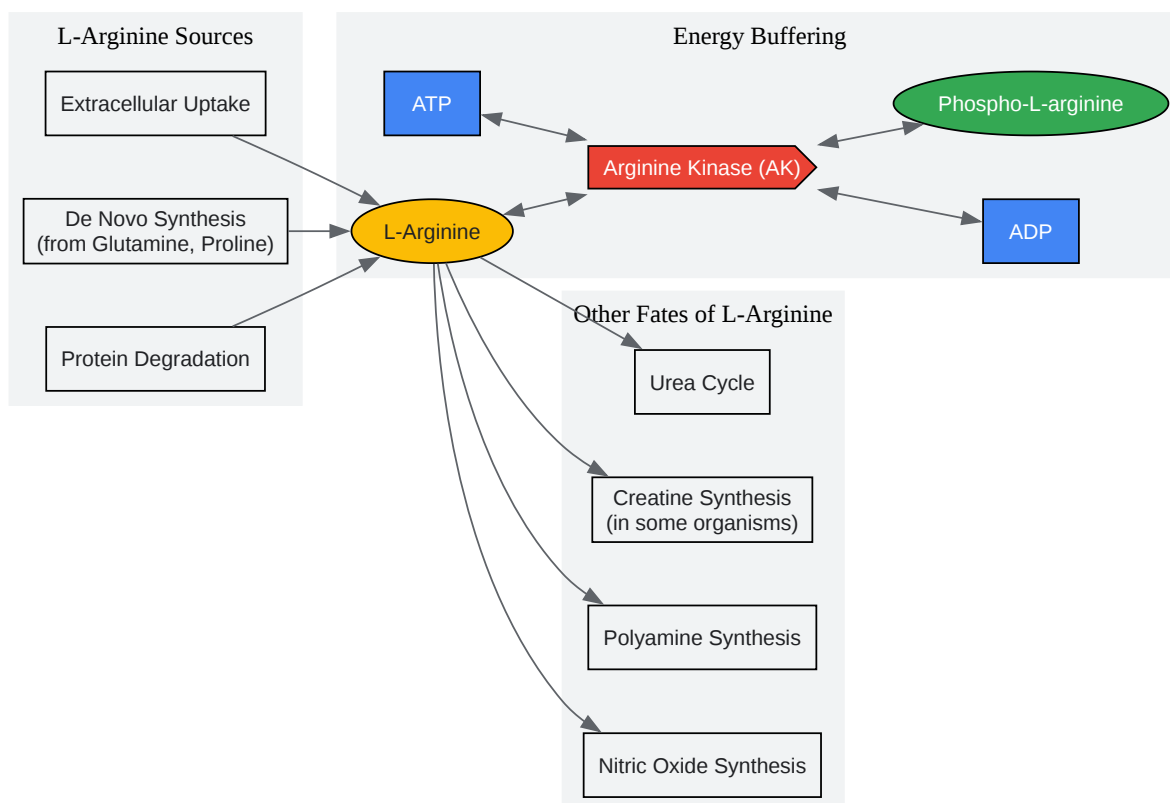 L-Arginine Sources
Extracellular Uptake
De Novo Synthesis
(from Glutamine, Proline)
Protein Degradation
Energy Buffering
ATP
Phospho-L-arginine
Arginine Kinase (AK)
L-Arginine
ADP
Other Fates of L-Arginine
Urea Cycle
Creatine Synthesis
(in some organisms)
Polyamine Synthesis
Nitric Oxide Synthesis